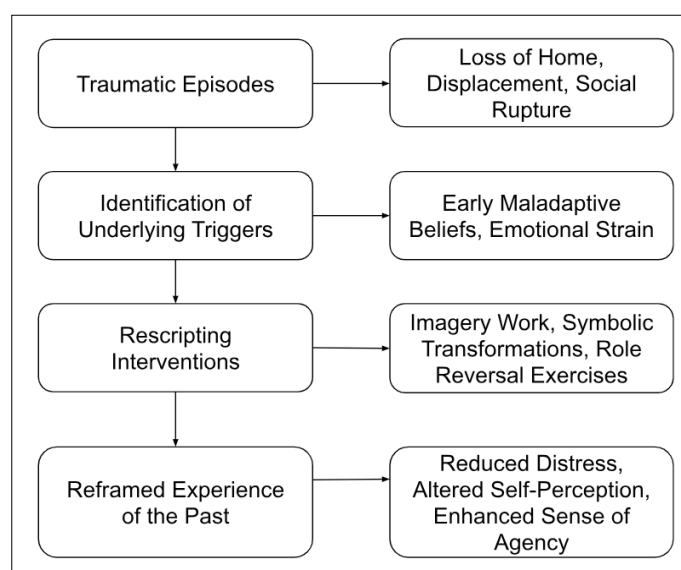 Traumatic Episodes
Loss of Home,
Displacement, Social
Rupture
Identification of
Underlying Triggers
Early Maladaptive
Beliefs, Emotional Strain
Rescripting
Interventions
Imagery Work, Symbolic
Transformations, Role
Reversal Exercises
Reframed Experience
of the Past
Reduced Distress,
Altered Self-Perception,
Enhanced Sense of
Agency